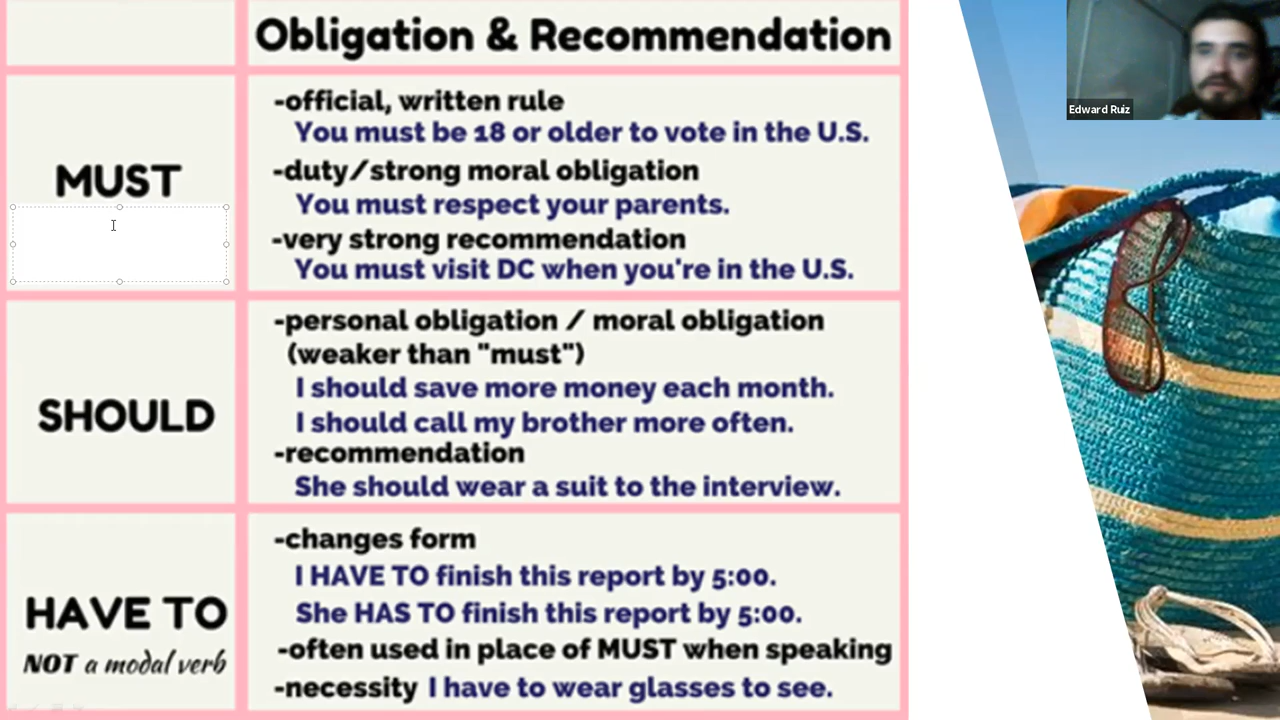 Obligation & Recommendation
MUST
-official, written rule
You must be 18 or older to vote in the U.S.
-duty/strong moral obligation
You must respect your parents.
-very strong recommendation
You must visit DC when you're in the U.S.
SHOULD
-personal obligation / moral obligation
(weaker than "must")
I should save more money each month.
I should call my brother more often.
-recommendation
She should wear a suit to the interview.
HAVE TO
NOT a modal verb
-changes form
I HAVE TO finish this report by 5:00.
She HAS TO finish this report by 5:00.
-often used in place of MUST when speaking
-necessity I have to wear glasses to see.
Edward Ruiz